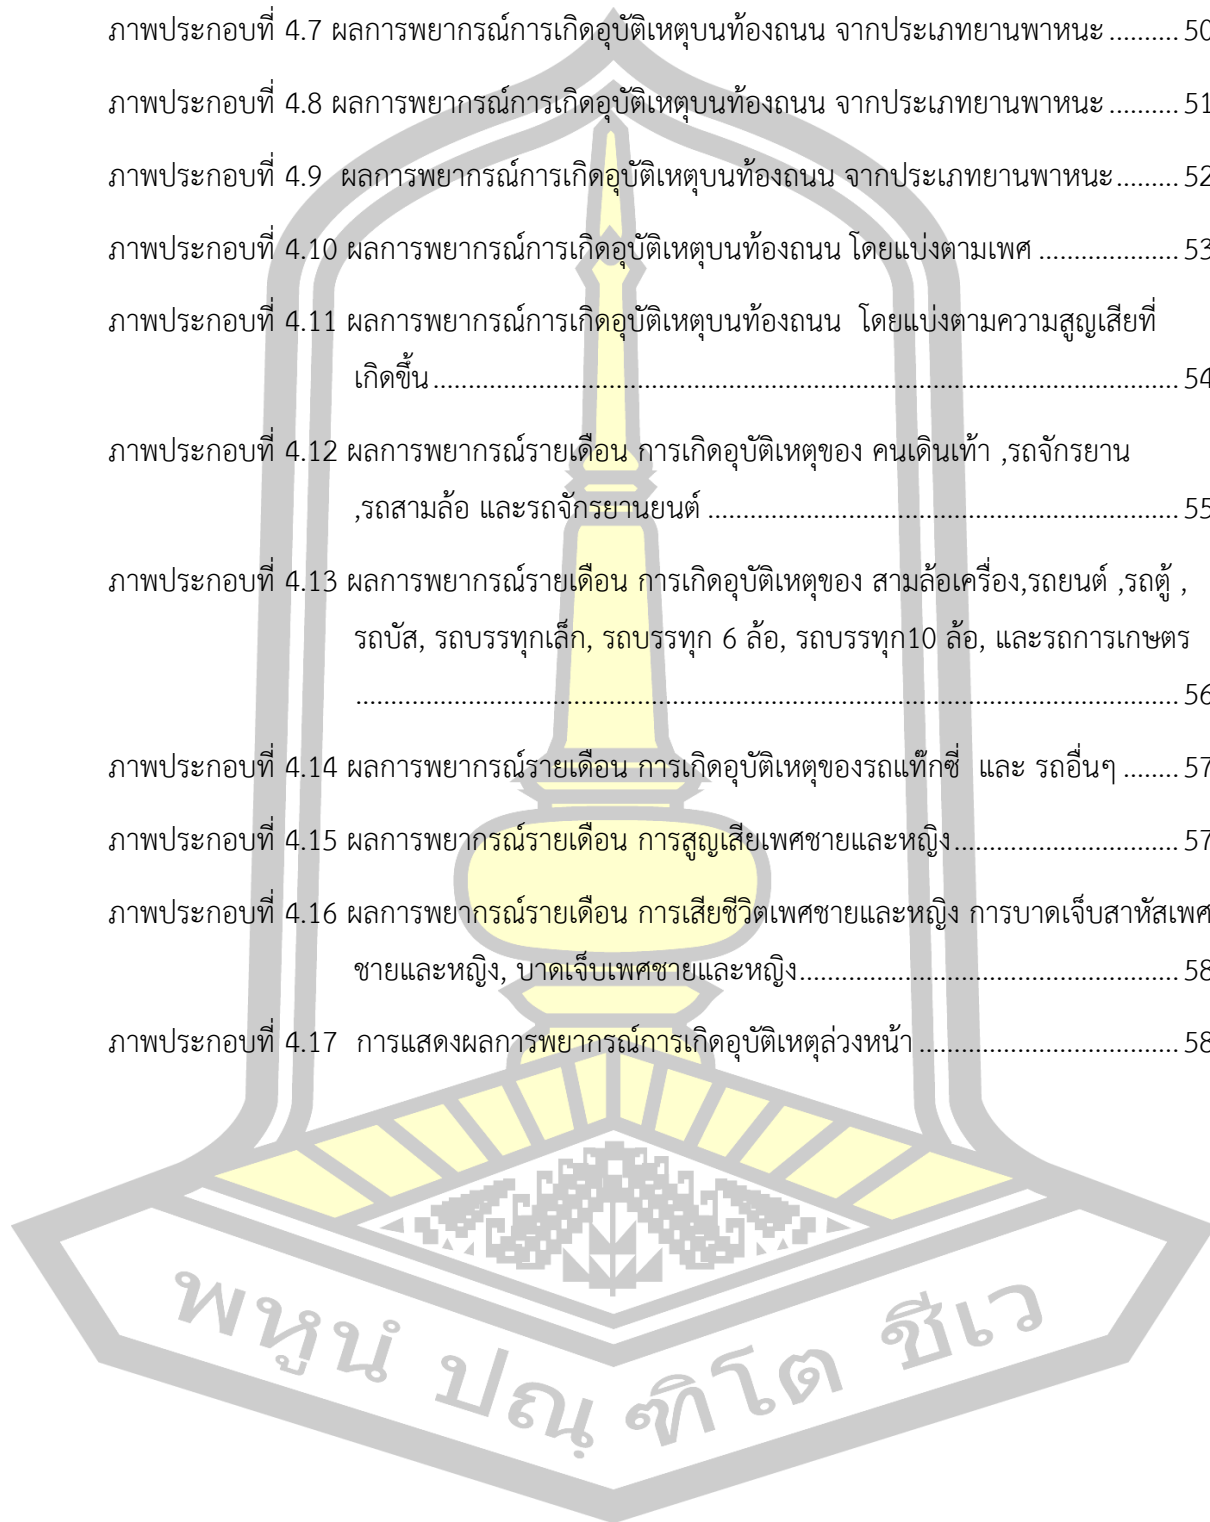 ภาพประกอบที่ 4.7 ผลการพยากรณ์การเกิดอุบัติเหตุบนท้องถนน จากประเภทยานพาหนะ .......... 50
ภาพประกอบที่ 4.8 ผลการพยากรณ์การเกิดอุบัติเหตุบนท้องถนน จากประเภทยานพาหนะ .......... 51
ภาพประกอบที่ 4.9 ผลการพยากรณ์การเกิดอุบัติเหตุบนท้องถนน จากประเภทยานพาหนะ ......... 52
ภาพประกอบที่ 4.10 ผลการพยากรณ์การเกิดอุบัติเหตุบนท้องถนน โดยแบ่งตามเพศ .................... 53
ภาพประกอบที่ 4.11 ผลการพยากรณ์การเกิดอุบัติเหตุบนท้องถนน โดยแบ่งตามความสูญเสียที่
เกิดขึ้น ......................................................................................................... 54
ภาพประกอบที่ 4.12 ผลการพยากรณ์รายเดือน การเกิดอุบัติเหตุของ คนเดินเท้า ,รถจักรยาน
,รถสามล้อ และรถจักรยานยนต์ .................................................................. 55
ภาพประกอบที่ 4.13 ผลการพยากรณ์รายเดือน การเกิดอุบัติเหตุของ สามล้อเครื่อง,รถยนต์ ,รถตู้ ,
รถบัส, รถบรรทุกเล็ก, รถบรรทุก 6 ล้อ, รถบรรทุก10 ล้อ, และรถการเกษตร
.................................................................................................................... 56
ภาพประกอบที่ 4.14 ผลการพยากรณ์รายเดือน การเกิดอุบัติเหตุของรถแท๊กซี่ และ รถอื่นๆ ........ 57
ภาพประกอบที่ 4.15 ผลการพยากรณ์รายเดือน การสูญเสียเพศชายและหญิง ................................ 57
ภาพประกอบที่ 4.16 ผลการพยากรณ์รายเดือน การเสียชีวิตเพศชายและหญิง การบาดเจ็บสาหัสเพศ
ชายและหญิง, บาดเจ็บเพศชายและหญิง ...................................................... 58
ภาพประกอบที่ 4.17 การแสดงผลการพยากรณ์การเกิดอุบัติเหตุล่วงหน้า ..................................... 58
พหูนํ ปณฺฑิโต ชีเว